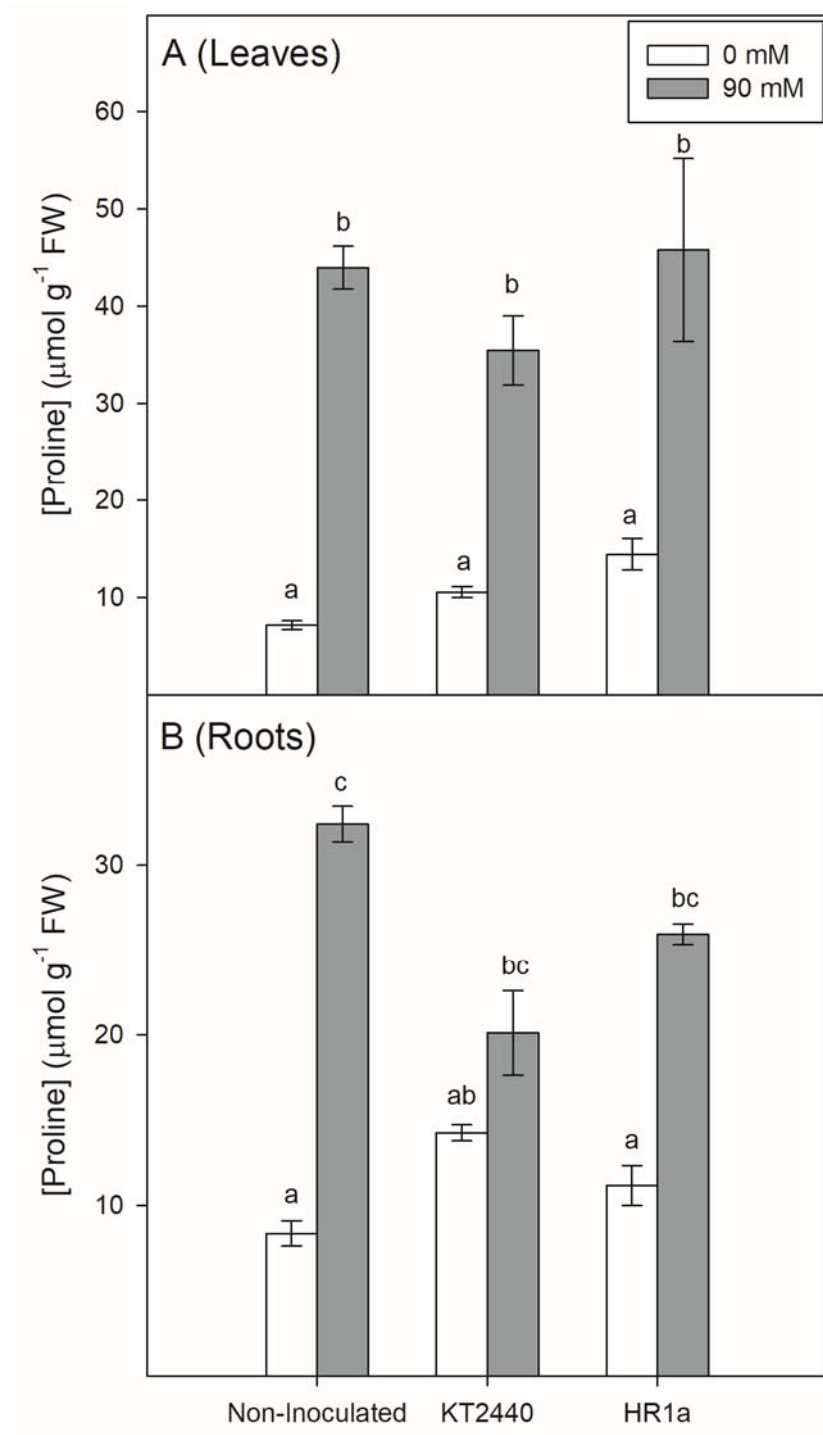 A (Leaves)
0 mM
90 mM
60
50
40
30
20
10
[Proline] (μmol g⁻¹ FW)
a
b
a
b
a
b
B (Roots)
30
20
10
[Proline] (μmol g⁻¹ FW)
a
c
ab
bc
a
bc
Non-Inoculated KT2440 HR1a